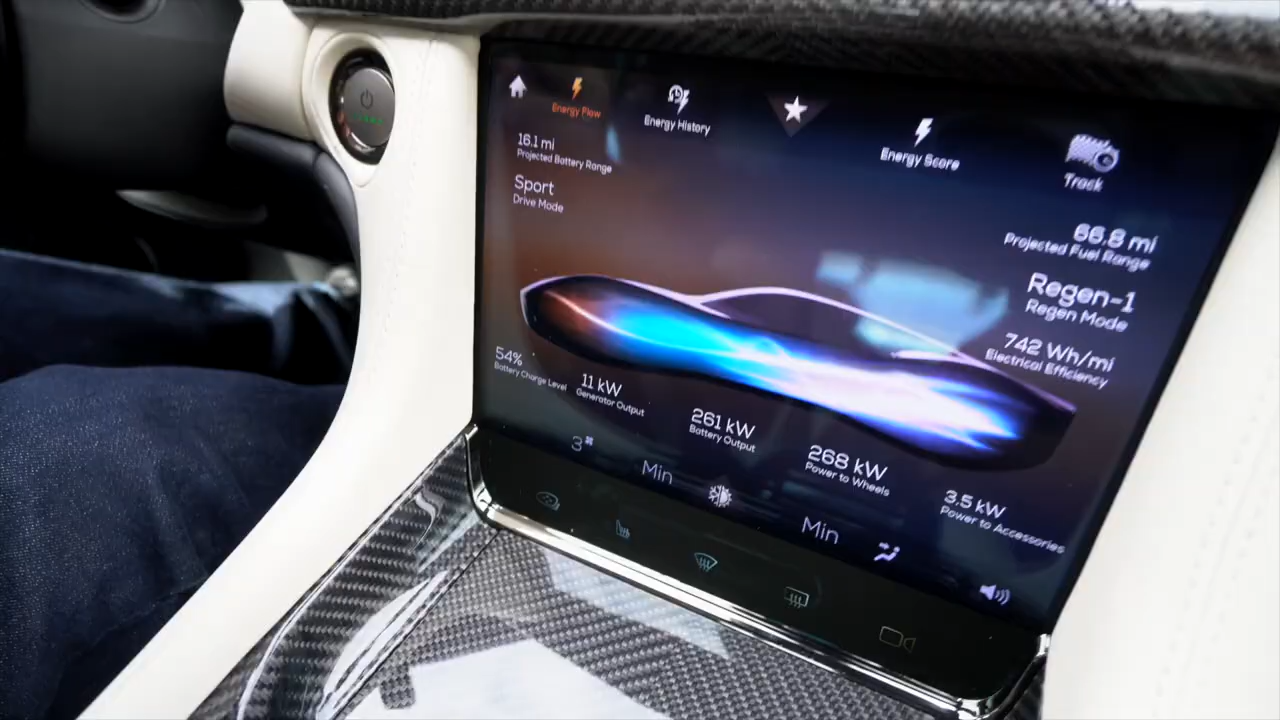 Energy Flow
Energy History
Energy Score
Track
16.1 mi
Projected Battery Range
Sport
Drive Mode
66.8 mi
Projected Fuel Range
Regen-1
Regen Mode
742 Wh/mi
Electrical Efficiency
54%
Battery Charge Level
11 kW
Generator Output
261 kW
Battery Output
268 kW
Power to Wheels
3.5 kW
Power to Accessories
3
Min
Min